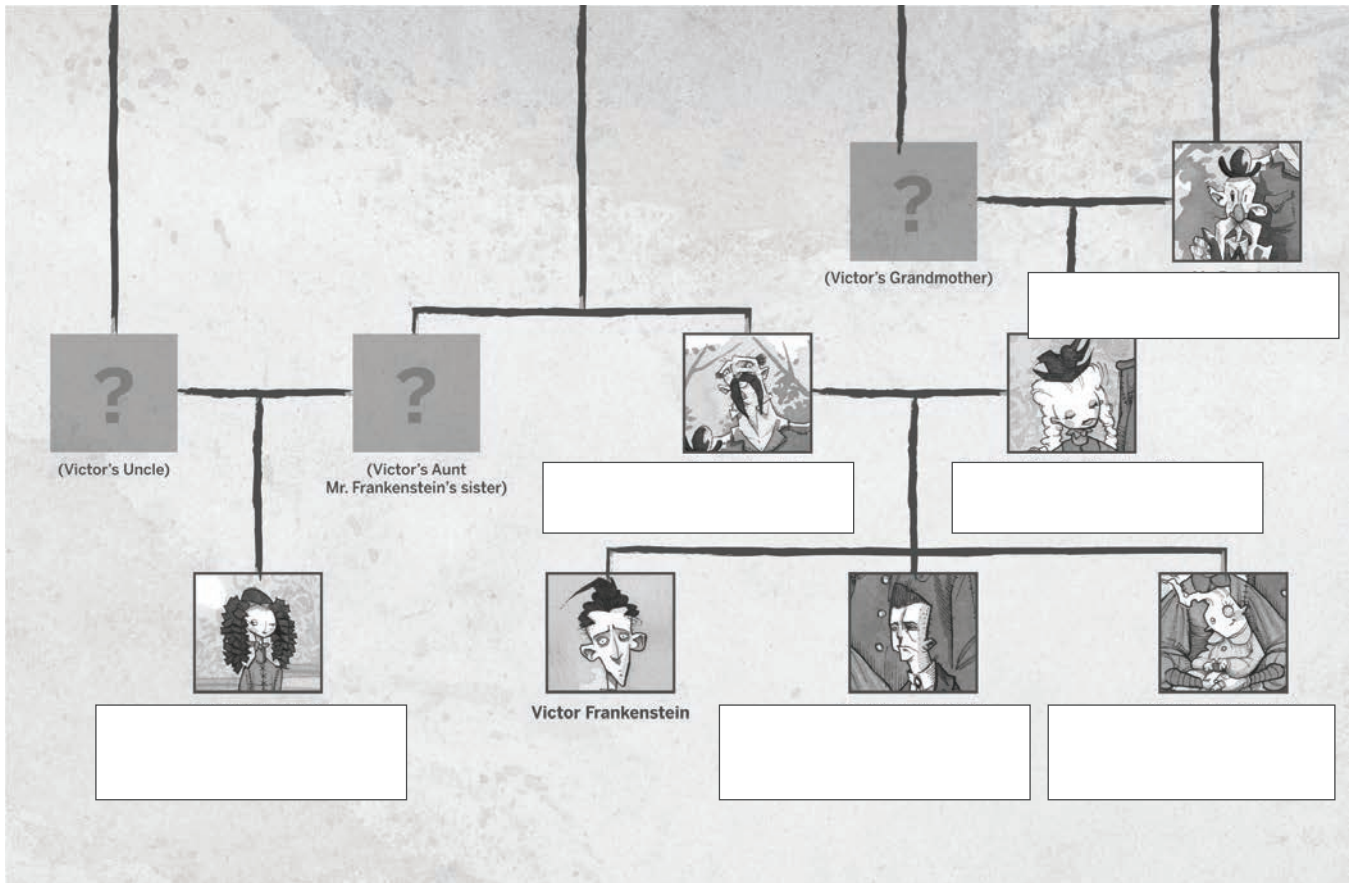 ?
(Victor's Grandmother)
?
(Victor's Uncle)
?
(Victor's Aunt
Mr. Frankenstein's sister)
Victor Frankenstein